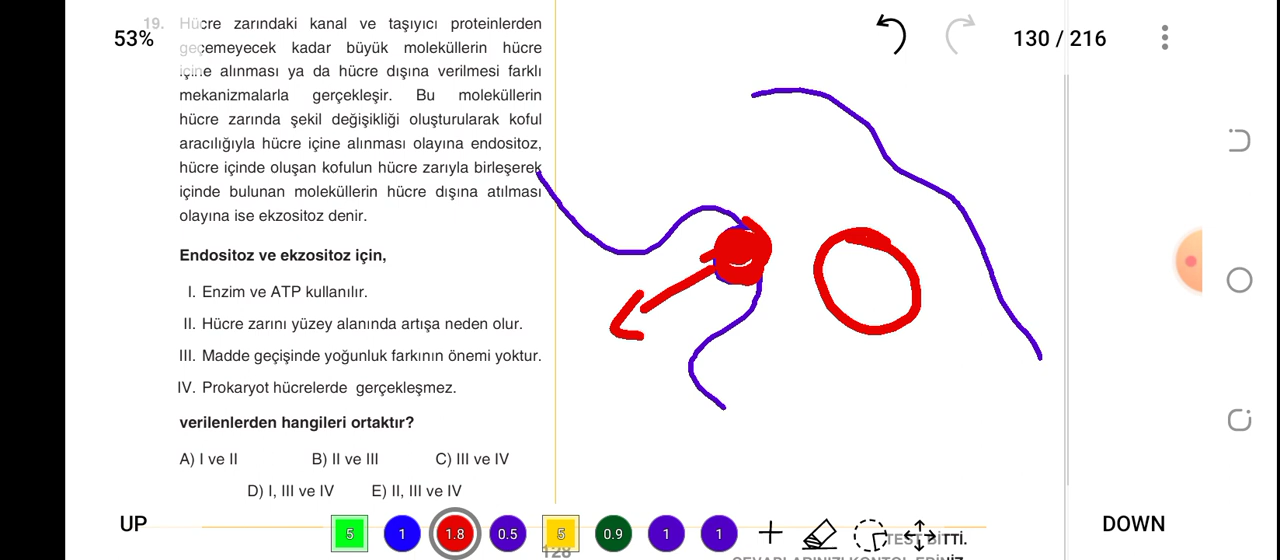 19. Hücre zarındaki kanal ve taşıyıcı proteinlerden
geçemeyecek kadar büyük moleküllerin hücre
içine alınması ya da hücre dışına verilmesi farklı
mekanizmalarla gerçekleşir. Bu moleküllerin
hücre zarında şekil değişikliği oluşturularak koful
aracılığıyla hücre içine alınması olayına endositoz,
hücre içinde oluşan kofulun hücre zarıyla birleşerek
içinde bulunan moleküllerin hücre dışına atılması
olayına ise ekzositoz denir.
Endositoz ve ekzositoz için,
I. Enzim ve ATP kullanılır.
II. Hücre zarını yüzey alanında artışa neden olur.
III. Madde geçişinde yoğunluk farkının önemi yoktur.
IV. Prokaryot hücrelerde gerçekleşmez.
verilenlerden hangileri ortaktır?
A) I ve II B) II ve III C) III ve IV
D) I, III ve IV E) II, III ve IV
53%
130 / 216
UP
5 1 1.8 0.5 5 0.9 1 1
DOWN
128
TEST BİTTİ.